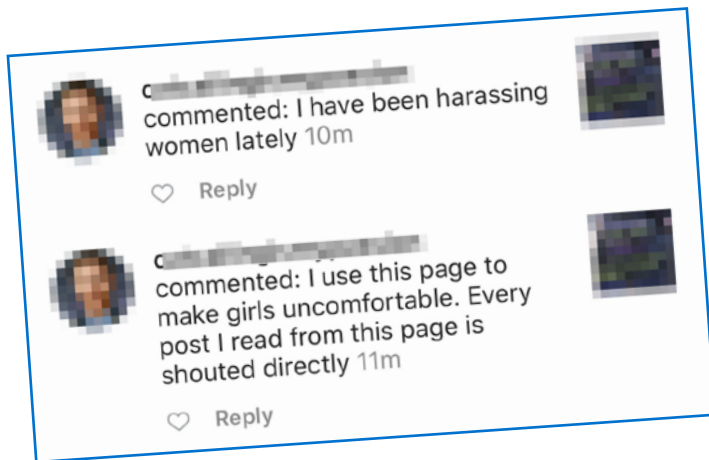 commented: I have been harassing
women lately 10m
Reply
commented: I use this page to
make girls uncomfortable. Every
post I read from this page is
shouted directly 11m
Reply